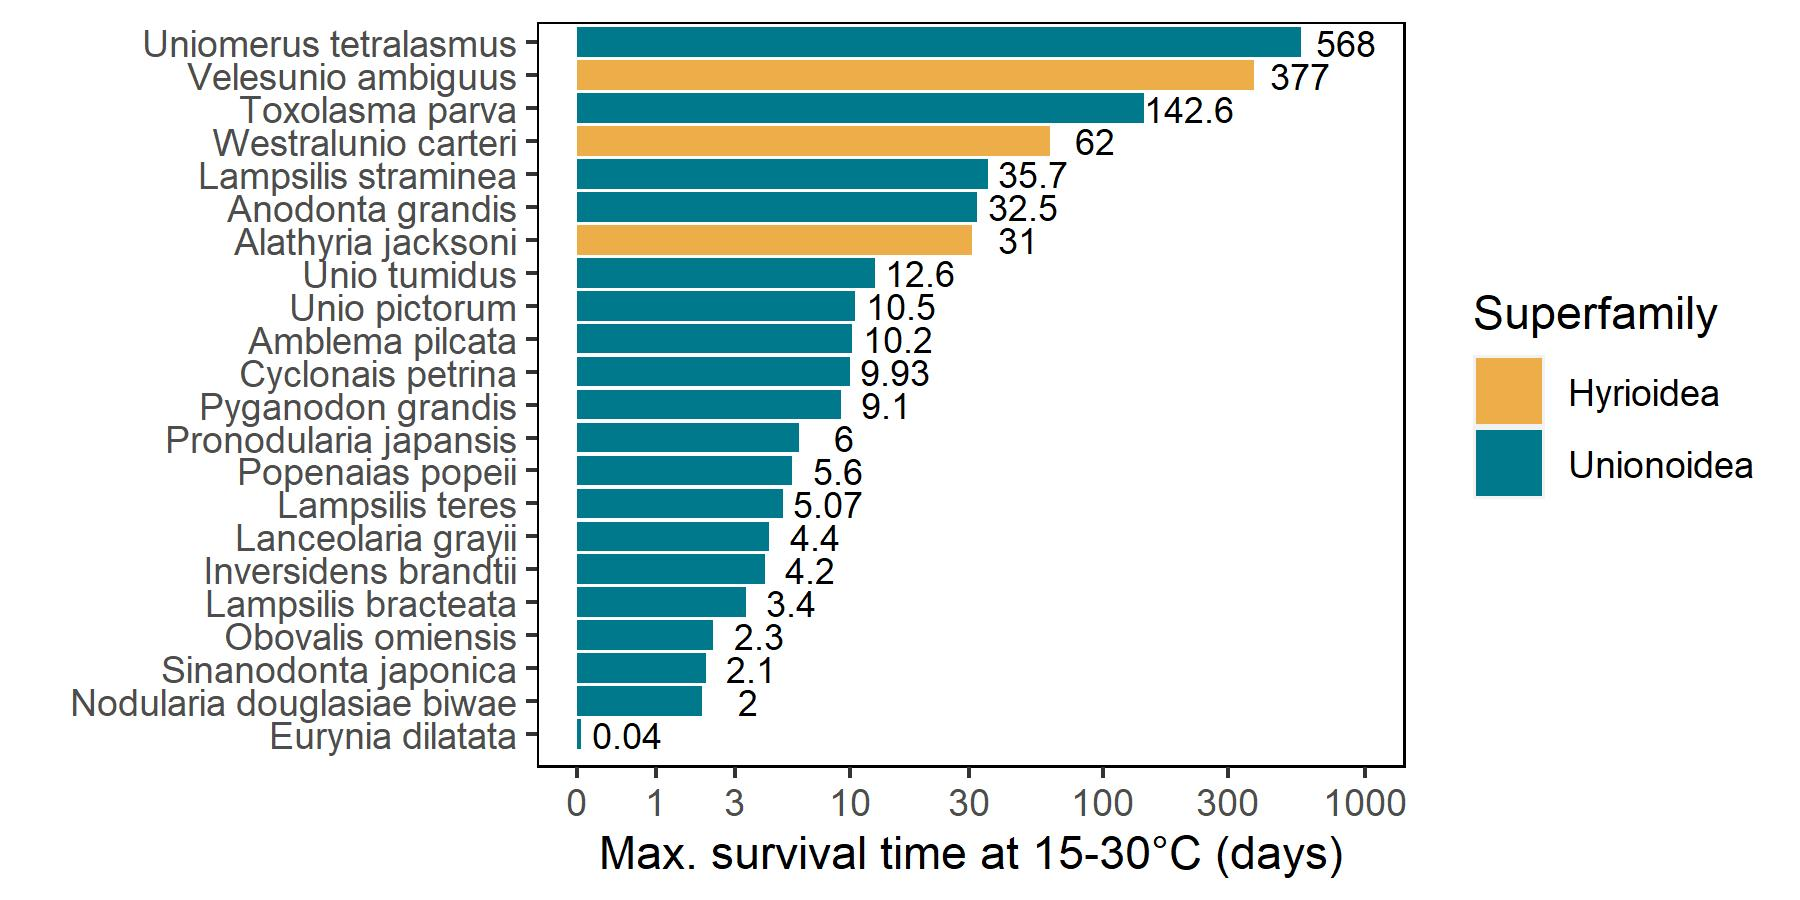 Uniomerus tetralasmus 568
Velesunio ambiguus 377
Toxolasma parva 142.6
Westralunio carteri 62
Lampsilis straminea 35.7
Anodonta grandis 32.5
Alathyria jacksoni 31
Unio tumidus 12.6
Unio pictorum 10.5
Amblema pilcata 10.2
Cyclonais petrina 9.93
Pyganodon grandis 9.1
Pronodularia japansis 6
Popenaias popeii 5.6
Lampsilis teres 5.07
Lanceolaria grayii 4.4
Inversidens brandtii 4.2
Lampsilis bracteata 3.4
Obovalis omiensis 2.3
Sinanodonta japonica 2.1
Nodularia douglasiae biwae 2
Eurynia dilatata 0.04
0 1 3 10 30 100 300 1000
Max. survival time at 15-30°C (days)
Superfamily
Hyrioidea
Unionoidea